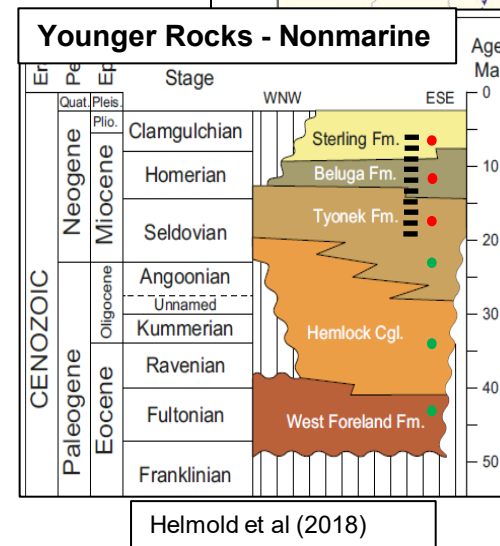 Younger Rocks - Nonmarine
Age
Ma
Stage
WNW
ESE
0
10
20
30
40
50
CENOZOIC
Quat.
Neogene
Paleogene
Pleis.
Plio.
Miocene
Oligocene
Eocene
Clamgulchian
Homerian
Seldovian
Angoonian
Unnamed
Kummerian
Ravenian
Fultonian
Franklinian
Sterling Fm.
Beluga Fm.
Tyonek Fm.
Hemlock Cgl.
West Foreland Fm.
Helmold et al (2018)